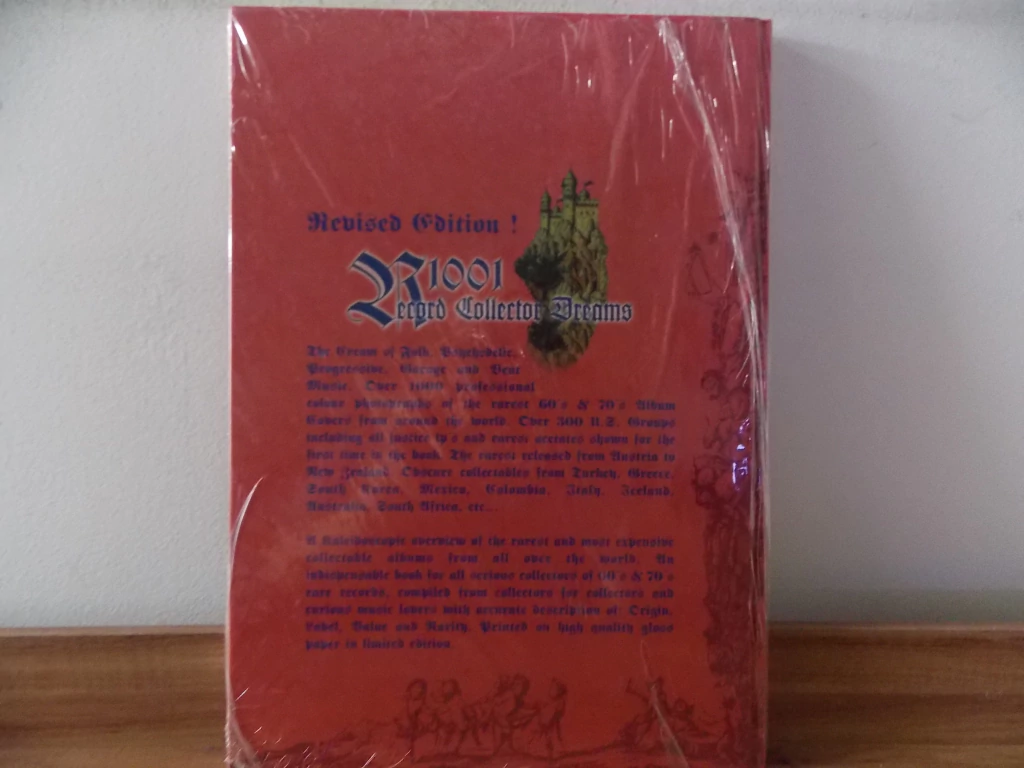 Revised Edition !
1001
Record Collector Dreams
The Cream of Folk, Psychedelic,
Progressive, Garage and Beat
Music. Over 1000 professional
colour photographs of the rarest 60's & 70's Album
Covers from around the world. Over 300 U.S. Groups
including all justice lp's and rarest acetates shown for the
first time in the book. The rarest released from Austria to
New Zealand. Obscure collectables from Turkey, Greece,
South Korea, Mexico, Colombia, Italy, Iceland,
Australia, South Africa, etc...
A Kaleidoscopic overview of the rarest and most expensive
collectable albums from all over the world. An
indispensable book for all serious collectors of 60's & 70's
rare records, compiled from collectors for collectors and
curious music lovers with accurate description of: Origin,
Label, Value and Rarity. Printed on high quality gloss
paper in limited edition.